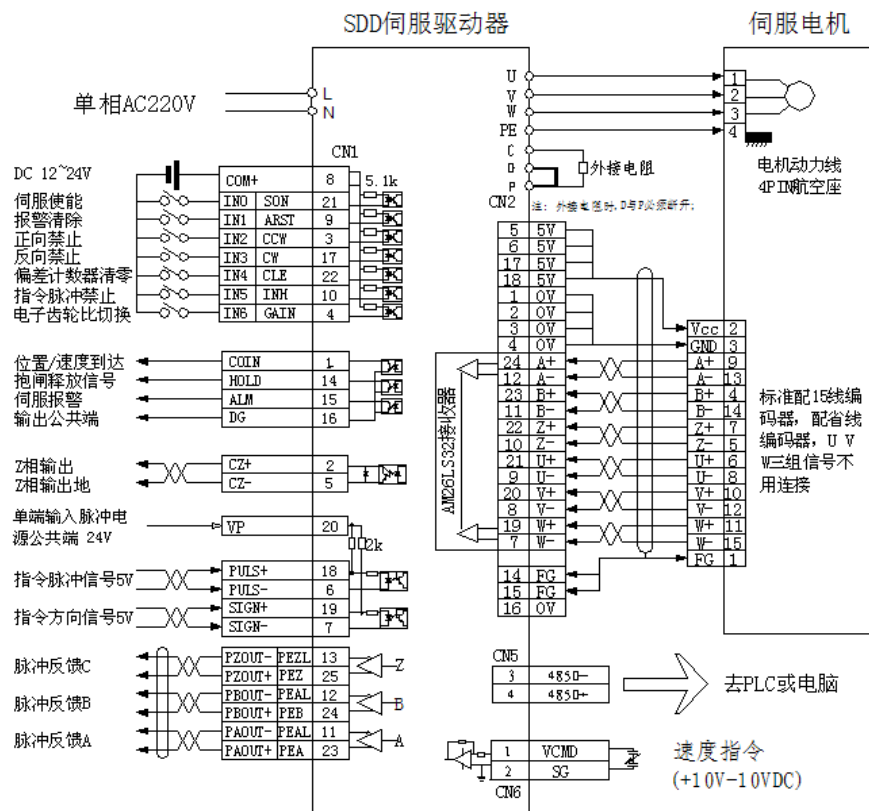 SDD伺服驱动器
伺服电机
单相AC220V
L
N
U
V
W
PE
C
D
P
外接电阻
注: 外接电阻时,D与P必须断开;
1
2
3
4
电机动力线
4PIN航空座
CN1
DC 12~24V
COM+ 8
5.1k
伺服使能 IN0 SON 21
报警清除 IN1 ARST 9
正向禁止 IN2 CCW 3
反向禁止 IN3 CW 17
偏差计数器清零 IN4 CLE 22
指令脉冲禁止 IN5 INH 10
电子齿轮比切换 IN6 GAIN 4
位置/速度到达 COIN 1
抱闸释放信号 HOLD 14
伺服报警 ALM 15
输出公共端 DG 16
Z相输出 CZ+ 2
Z相输出地 CZ- 5
单端输入脉冲电
源公共端 24V
VP 20
2k
指令脉冲信号5V
PULS+ 18
PULS- 6
指令方向信号5V
SIGN+ 19
SIGN- 7
脉冲反馈C
PZOUT- PEZL 13
PZOUT+ PEZ 25
Z
脉冲反馈B
PBOUT- PEAL 12
PBOUT+ PEB 24
B
脉冲反馈A
PAOUT- PEAL 11
PAOUT+ PEA 23
A
CN2
5 5V
6 5V
17 5V
18 5V
1 0V
2 0V
3 0V
4 0V
24 A+
12 A-
23 B+
11 B-
22 Z+
10 Z-
21 U+
9 U-
20 V+
8 V-
19 W+
7 W-
14 FG
15 FG
16 0V
AM26LS32接收器
Vcc 2
GND 3
A+ 9
A- 13
B+ 4
B- 14
Z+ 7
Z- 5
U+ 6
U- 8
V+ 10
V- 12
W+ 11
W- 15
FG 1
标准配15线编
码器,配省线
编码器,U V
W三组信号不
用连接
CN5
3 485D-
4 485D+
去PLC或电脑
1 VCMD
2 SG
CN6
速度指令
(+10V-10VDC)